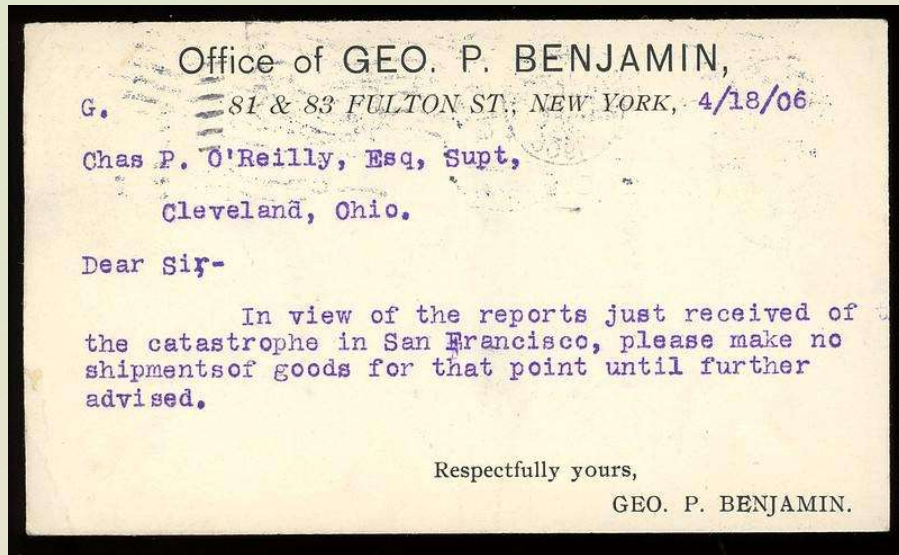 Office of GEO. P. BENJAMIN,
G. 81 & 83 FULTON ST., NEW YORK, 4/18/06
Chas P. O'Reilly, Esq, Supt,
Cleveland, Ohio.
Dear Sir-
In view of the reports just received of
the catastrophe in San Francisco, please make no
shipmentsof goods for that point until further
advised.
Respectfully yours,
GEO. P. BENJAMIN.